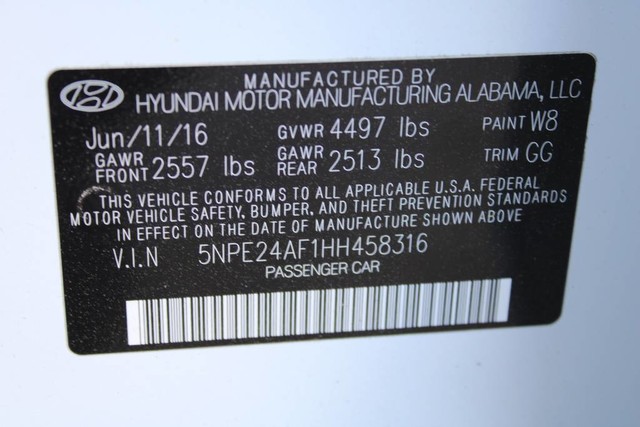 MANUFACTURED BY
HYUNDAI MOTOR MANUFACTURING ALABAMA, LLC
Jun/11/16 GVWR 4497 lbs PAINT W8
GAWR FRONT 2557 lbs GAWR REAR 2513 lbs TRIM GG
THIS VEHICLE CONFORMS TO ALL APPLICABLE U.S.A. FEDERAL
MOTOR VEHICLE SAFETY, BUMPER, AND THEFT PREVENTION STANDARDS
IN EFFECT ON THE DATE OF MANUFACTURE SHOWN ABOVE
V.I.N 5NPE24AF1HH458316
PASSENGER CAR